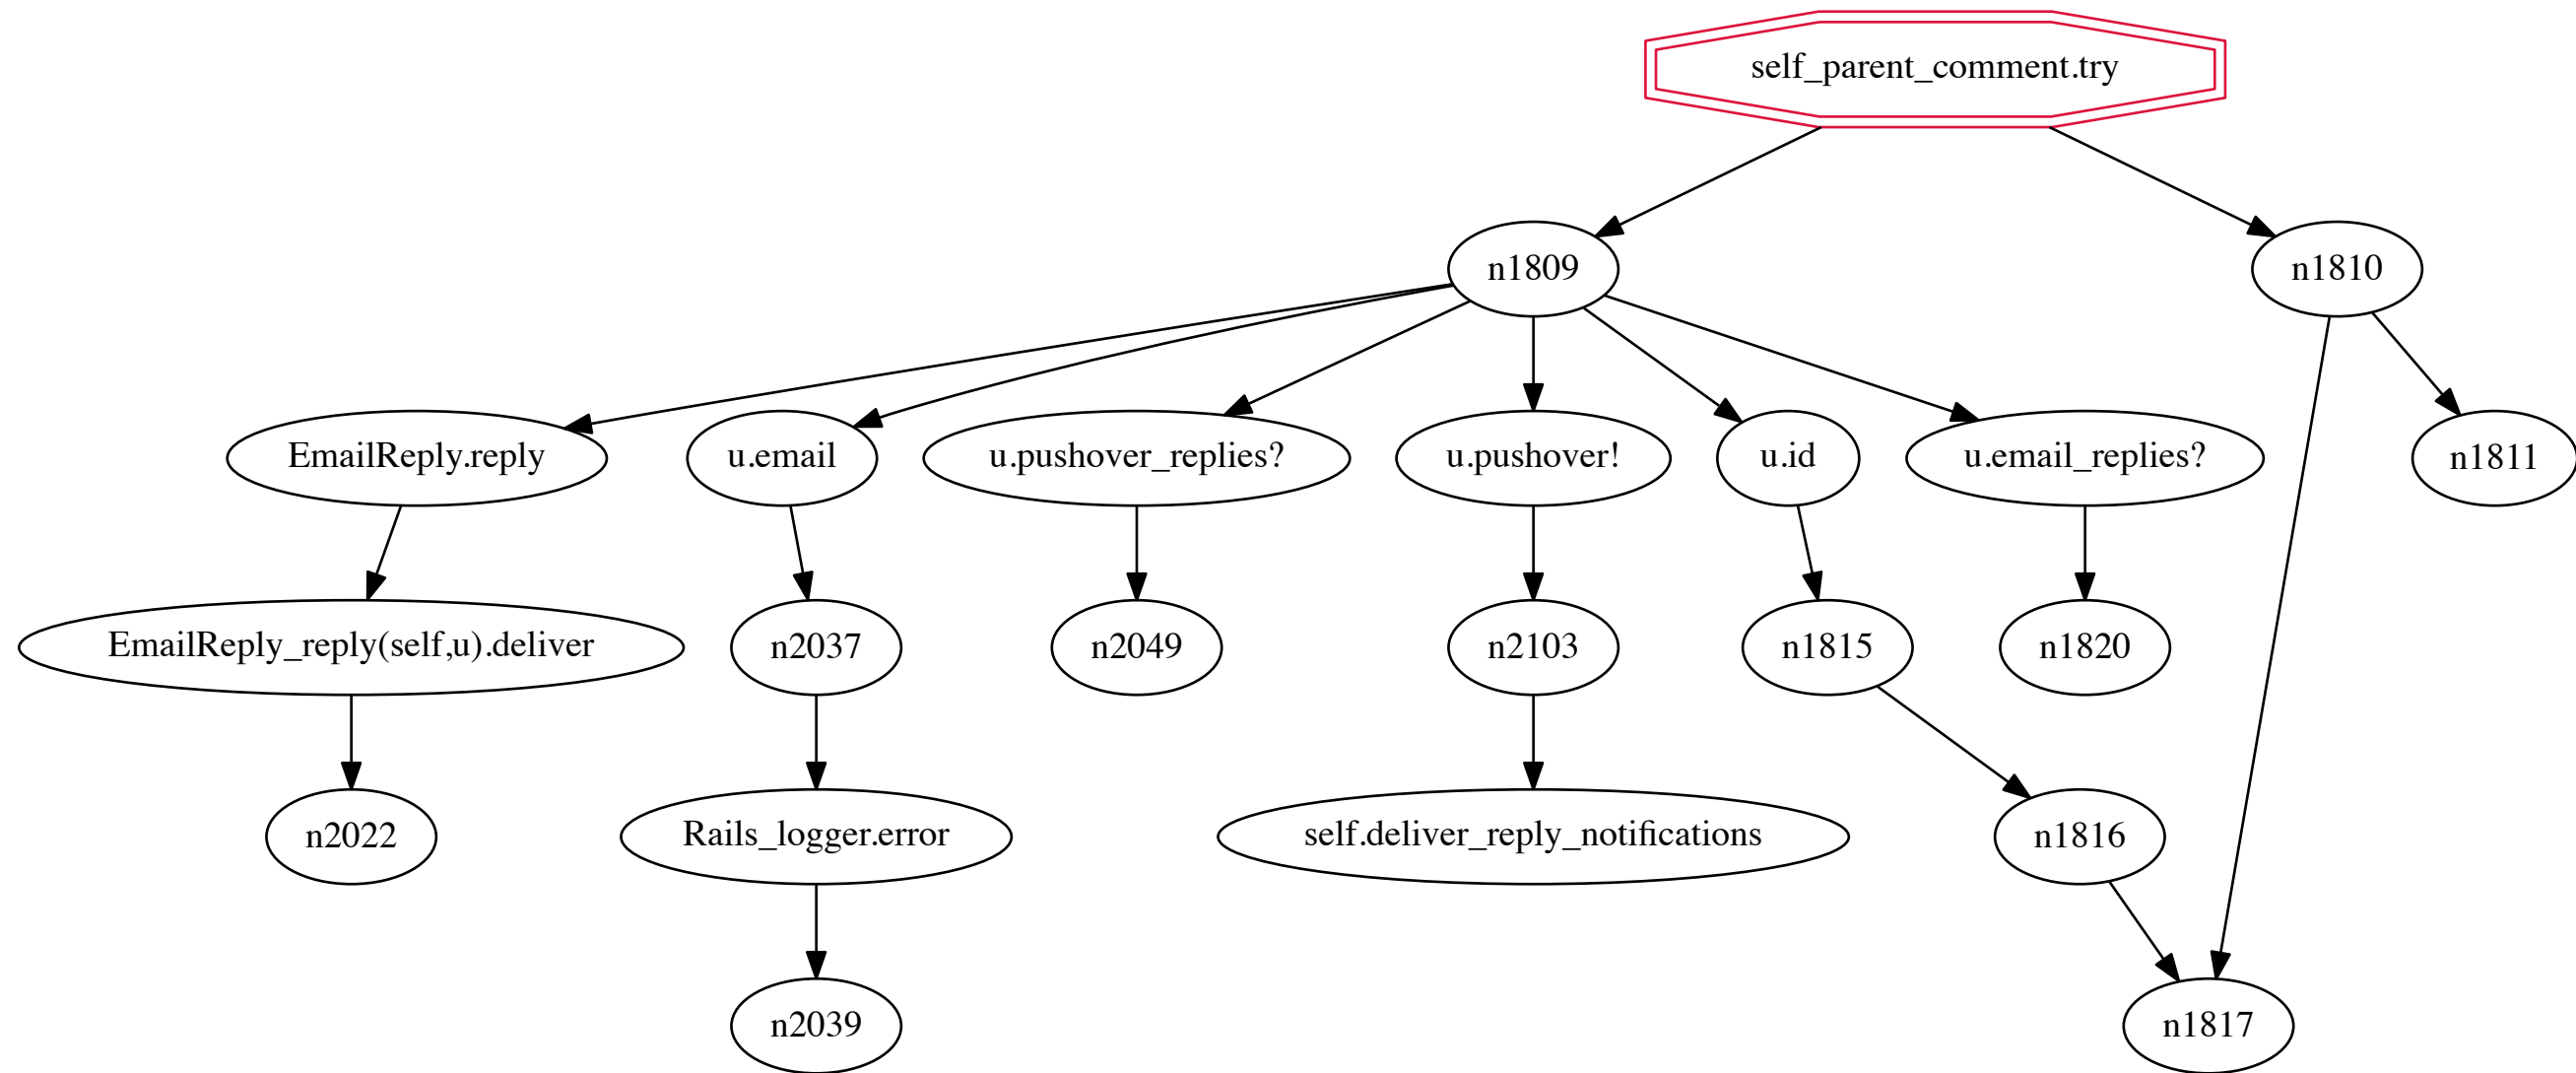 self_parent_comment.try
n1809
n1810
EmailReply.reply
u.email
u.pushover_replies?
u.pushover!
u.id
u.email_replies?
n1811
EmailReply_reply(self,u).deliver
n2037
n2049
n2103
n1815
n1820
n2022
Rails_logger.error
self.deliver_reply_notifications
n1816
n2039
n1817